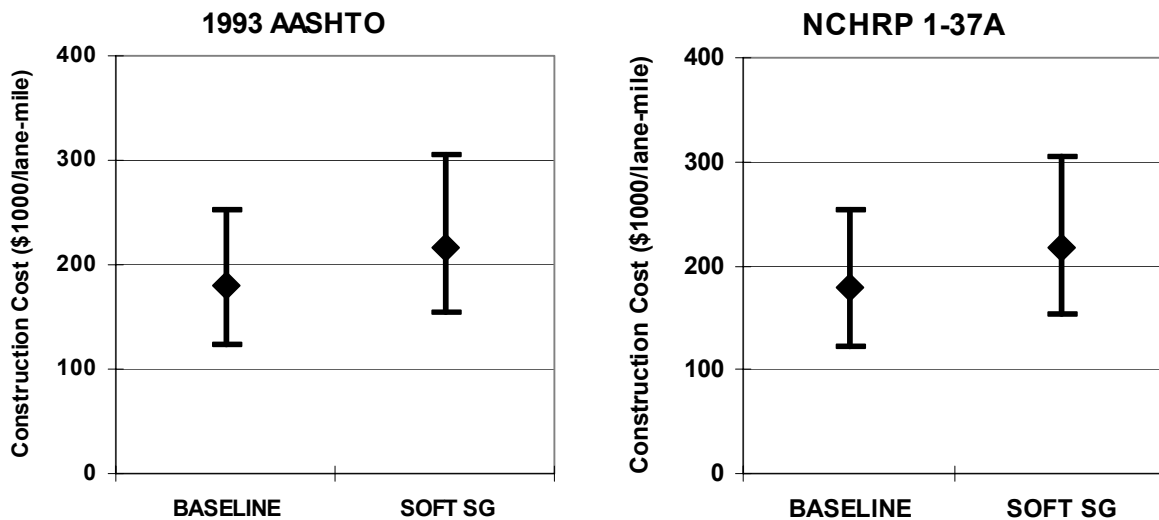 1993 AASHTO
Construction Cost ($1000/lane-mile)
400
300
200
100
0
BASELINE SOFT SG
NCHRP 1-37A
Construction Cost ($1000/lane-mile)
400
300
200
100
0
BASELINE SOFT SG